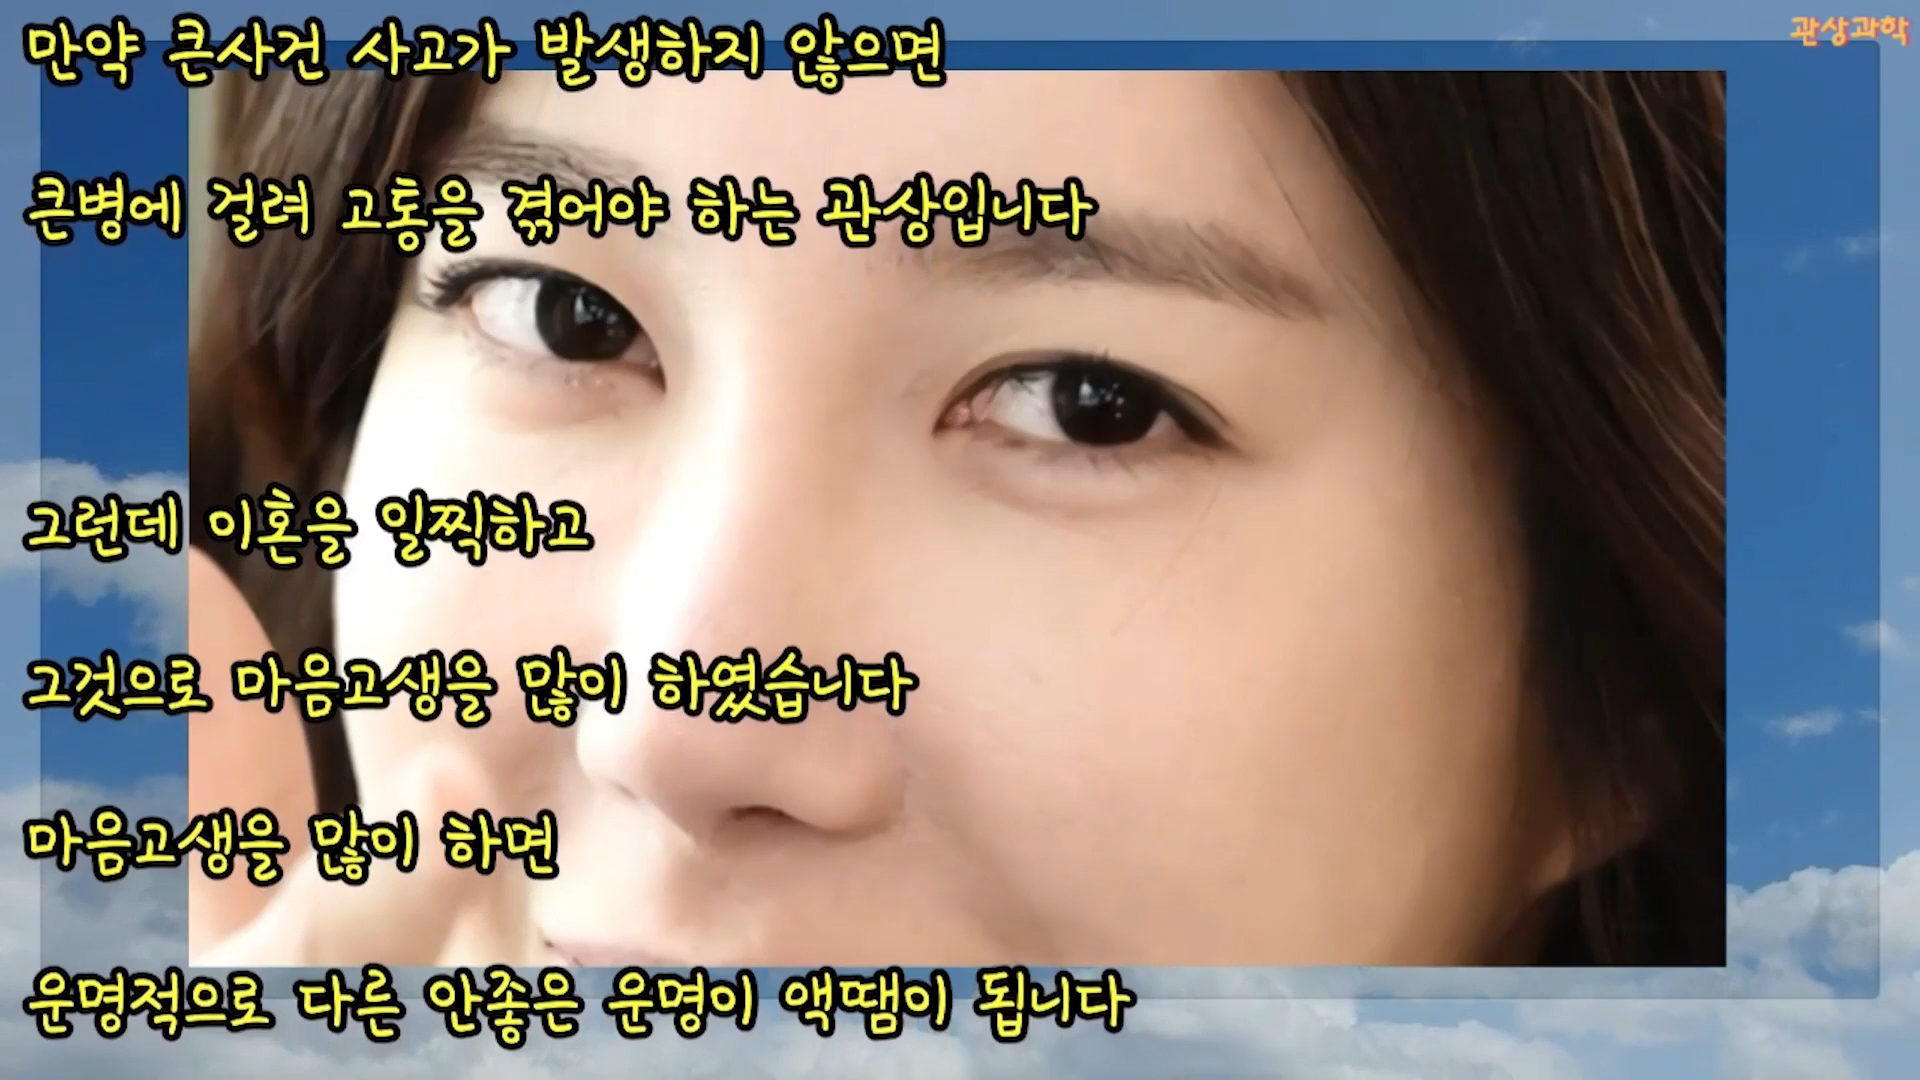 관상과학
만약 큰사건 사고가 발생하지 않으면
큰병에 걸려 고통을 겪어야 하는 관상입니다
그런데 이혼을 일찍하고
그것으로 마음고생을 많이 하였습니다
마음고생을 많이 하면
운명적으로 다른 안좋은 운명이 액땜이 됩니다